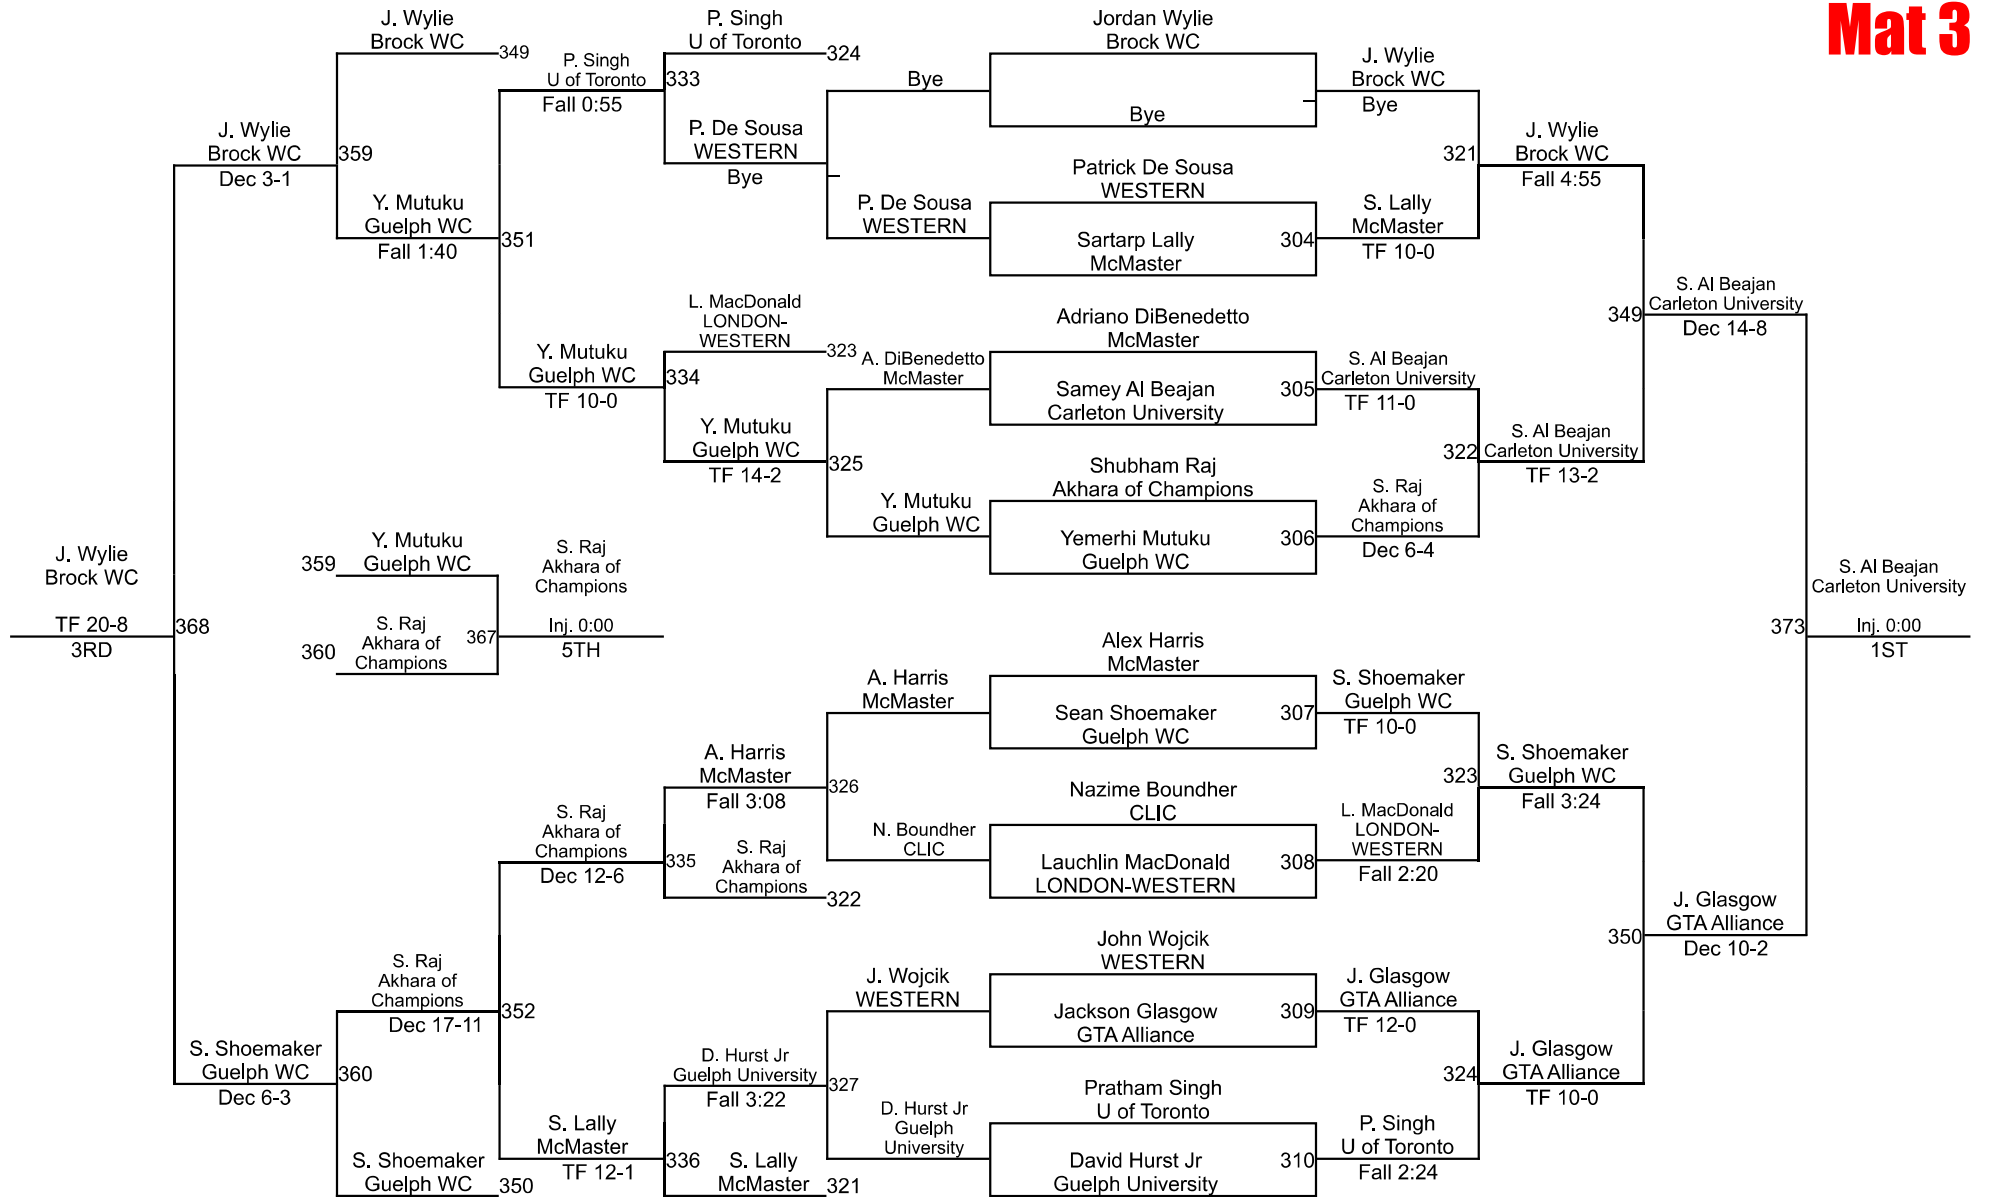 Mat 3
J. Wylie
Brock WC
349
P. Singh
U of Toronto
Fall 0:55
P. Singh
U of Toronto
324
333
Bye
Jordan Wylie
Brock WC
Bye
J. Wylie
Brock WC
Bye
J. Wylie
Brock WC
Dec 3-1
359
P. De Sousa
WESTERN
Bye
321
J. Wylie
Brock WC
Fall 4:55
Y. Mutuku
Guelph WC
Fall 1:40
351
P. De Sousa
WESTERN
Patrick De Sousa
WESTERN
Sartarp Lally
McMaster
304
S. Lally
McMaster
TF 10-0
L. MacDonald
LONDON-
WESTERN
323
349
S. Al Beajan
Carleton University
Dec 14-8
Y. Mutuku
Guelph WC
TF 10-0
334
A. DiBenedetto
McMaster
Adriano DiBenedetto
McMaster
Samey Al Beajan
Carleton University
305
S. Al Beajan
Carleton University
TF 11-0
Y. Mutuku
Guelph WC
TF 14-2
325
322
S. Al Beajan
Carleton University
TF 13-2
Y. Mutuku
Guelph WC
Shubham Raj
Akhara of Champions
Yemerhi Mutuku
Guelph WC
306
S. Raj
Akhara of
Champions
Dec 6-4
J. Wylie
Brock WC
TF 20-8
3RD
368
359
Y. Mutuku
Guelph WC
360
S. Raj
Akhara of
Champions
367
S. Raj
Akhara of
Champions
Inj. 0:00
5TH
373
S. Al Beajan
Carleton University
Inj. 0:00
1ST
A. Harris
McMaster
Alex Harris
McMaster
Sean Shoemaker
Guelph WC
307
S. Shoemaker
Guelph WC
TF 10-0
A. Harris
McMaster
Fall 3:08
326
323
S. Shoemaker
Guelph WC
Fall 3:24
S. Raj
Akhara of
Champions
Dec 12-6
335
S. Raj
Akhara of
Champions
322
N. Boundher
CLIC
Nazime Boundher
CLIC
Lauchlin MacDonald
LONDON-WESTERN
308
L. MacDonald
LONDON-
WESTERN
Fall 2:20
350
J. Glasgow
GTA Alliance
Dec 10-2
S. Raj
Akhara of
Champions
Dec 17-11
352
J. Wojcik
WESTERN
John Wojcik
WESTERN
Jackson Glasgow
GTA Alliance
309
J. Glasgow
GTA Alliance
TF 12-0
S. Shoemaker
Guelph WC
Dec 6-3
360
D. Hurst Jr
Guelph University
Fall 3:22
327
324
J. Glasgow
GTA Alliance
TF 10-0
S. Lally
McMaster
TF 12-1
336
D. Hurst Jr
Guelph
University
Pratham Singh
U of Toronto
David Hurst Jr
Guelph University
310
P. Singh
U of Toronto
Fall 2:24
S. Shoemaker
Guelph WC
350
S. Lally
McMaster
321